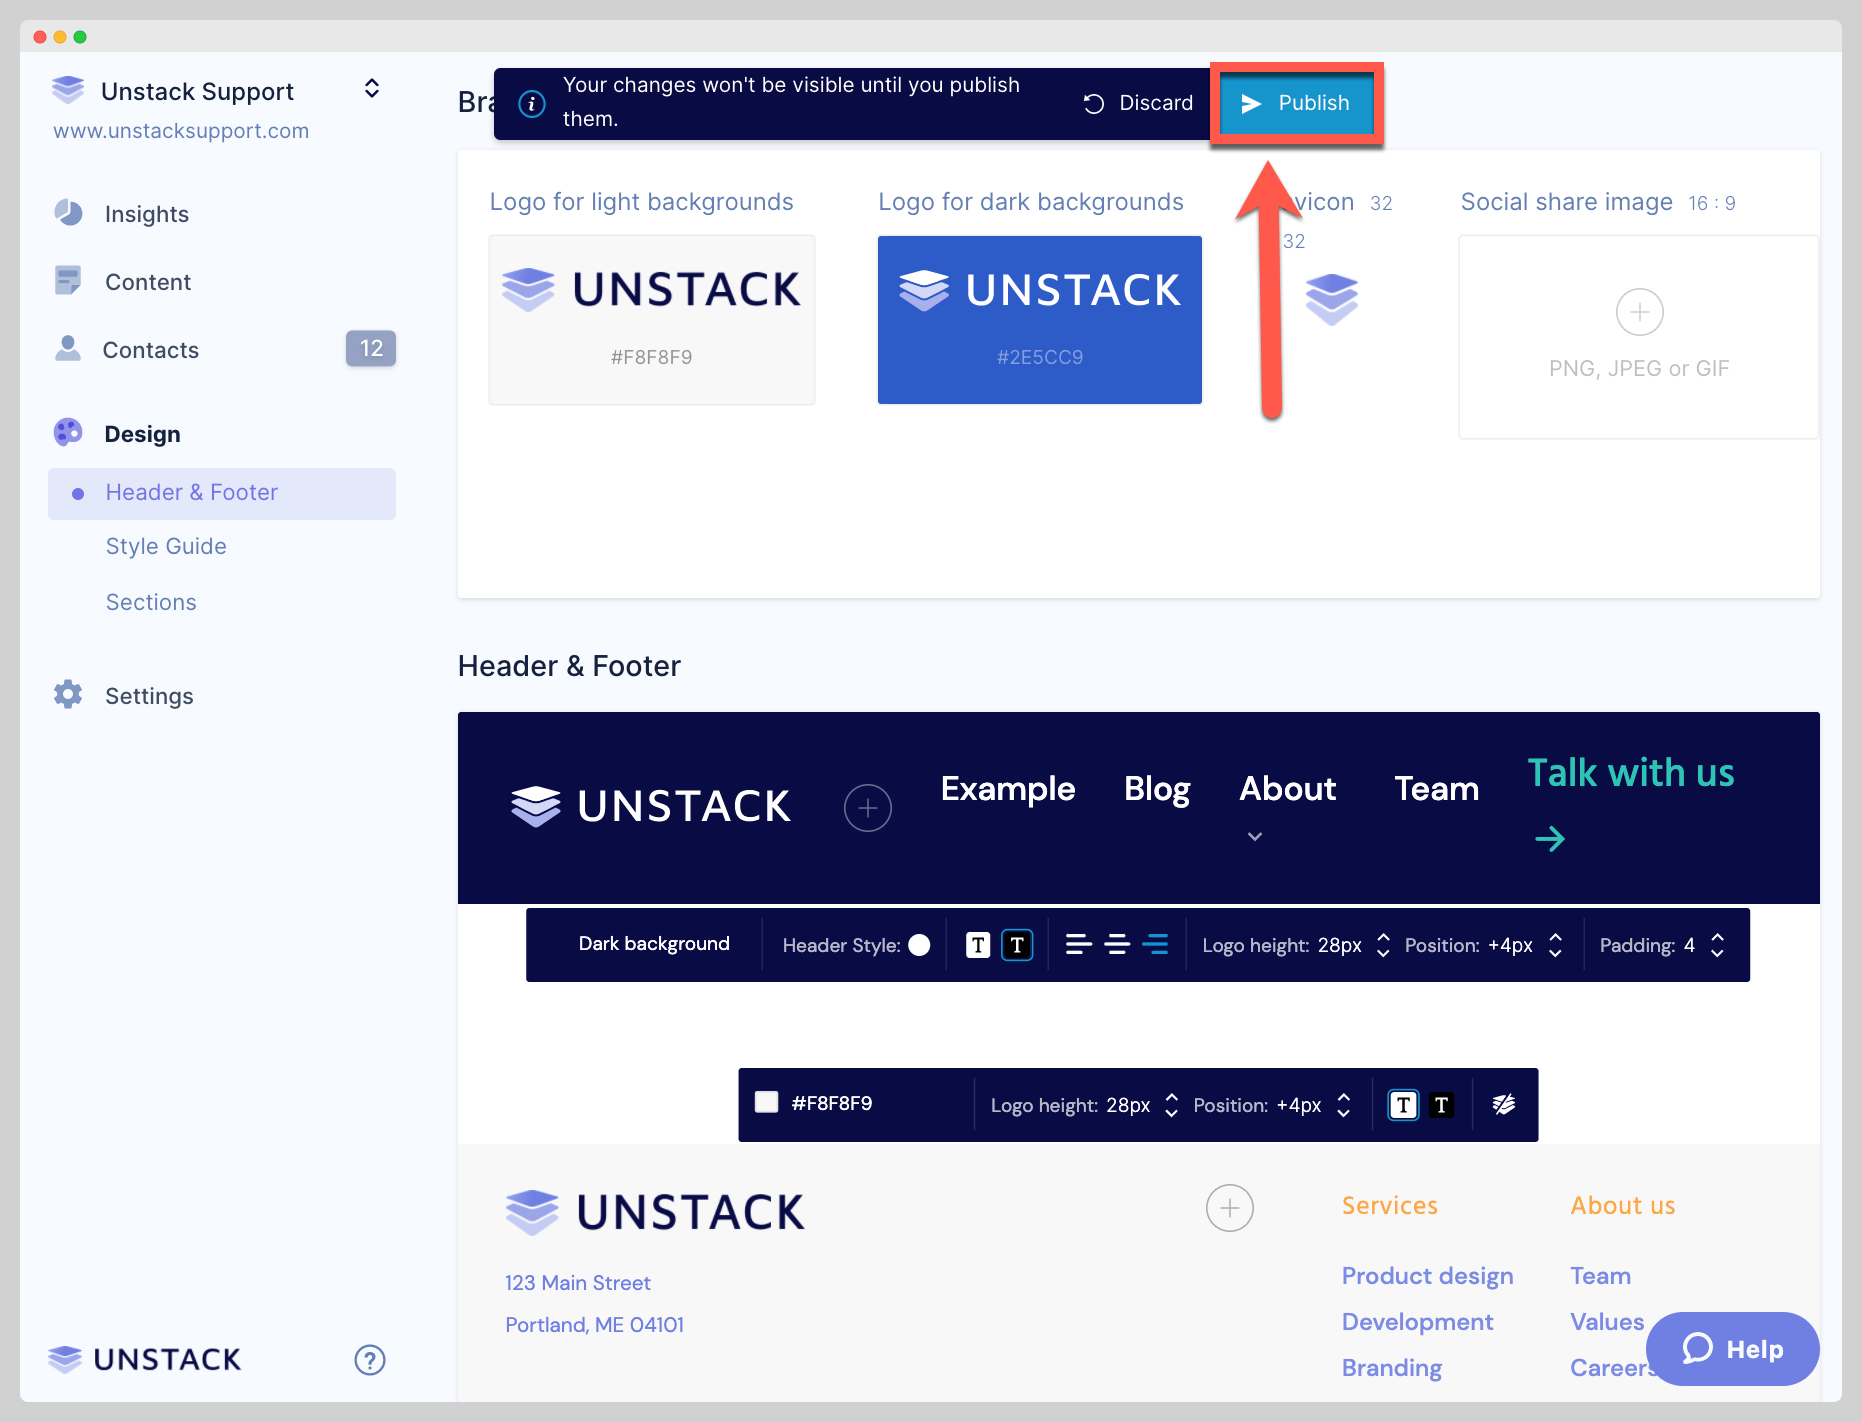 Unstack Support
www.unstacksupport.com
Insights
Content
Contacts
12
Design
Header & Footer
Style Guide
Sections
Settings
UNSTACK
?
Your changes won't be visible until you publish
them.
Discard
Publish
Logo for light backgrounds
UNSTACK
#F8F8F9
Logo for dark backgrounds
UNSTACK
#2E5CC9
32
32
Social share image 16 : 9
PNG, JPEG or GIF
Header & Footer
UNSTACK
Example
Blog
About
Team
Talk with us
Dark background
Header Style:
T
T
Logo height: 28px
Position: +4px
Padding: 4
#F8F8F9
Logo height: 28px
Position: +4px
T
T
UNSTACK
123 Main Street
Portland, ME 04101
Services
Product design
Development
Branding
About us
Team
Values
Careers
Help